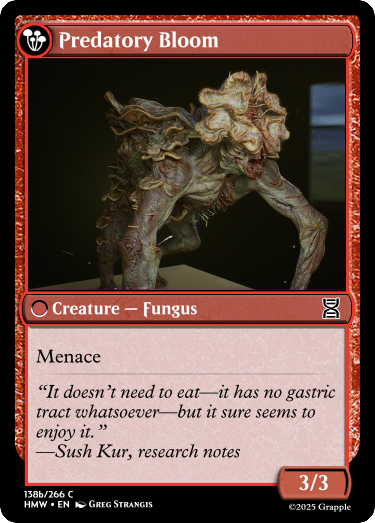 Predatory Bloom
Creature — Fungus
Menace
“It doesn’t need to eat—it has no gastric
tract whatsoever—but it sure seems to
enjoy it.”
—Sush Kur, research notes
3/3
138b/266 C
HMW • EN Greg Strangis
©2025 Grapple